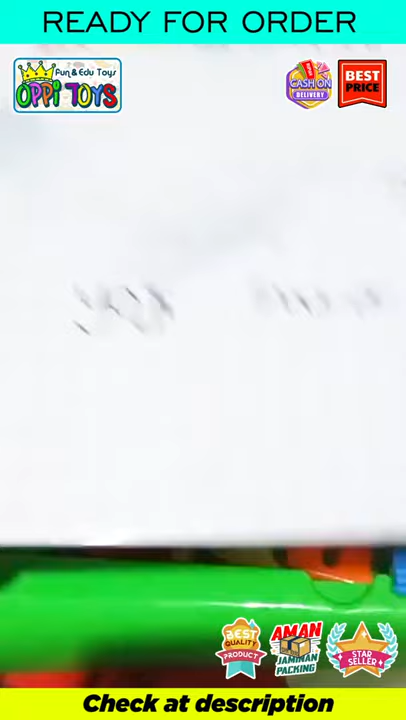 READY FOR ORDER
Fun & Edu Toys
OPPI TOYS
CASH ON
DELIVERY
BEST
PRICE
BEST
QUALITY
PRODUCT
AMAN
JAMINAN
PACKING
STAR
SELLER
Check at description